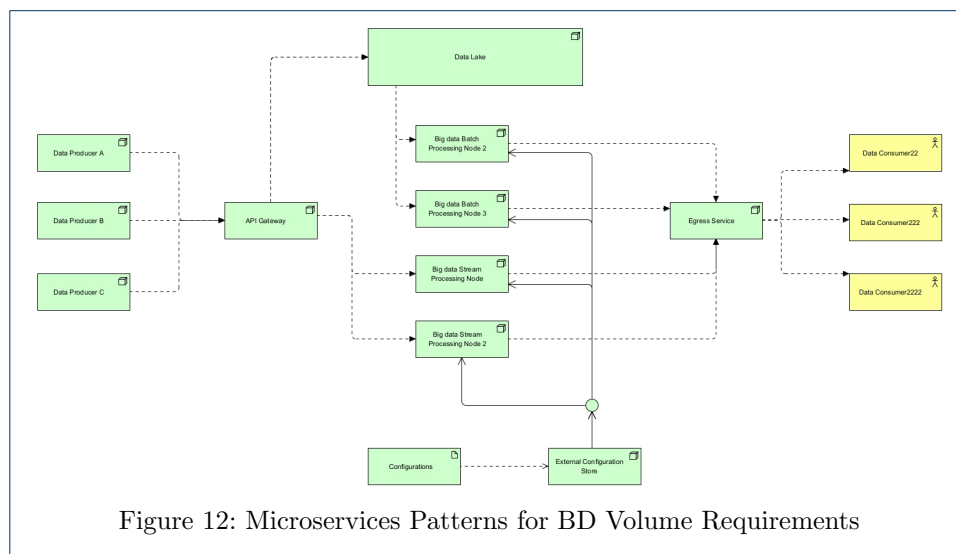 Data Lake
Data Producer A
Big data Batch
Processing Node 2
Data Consumer22
Data Producer B
API Gateway
Big data Batch
Processing Node 3
Egress Service
Data Consumer222
Data Producer C
Big data Stream
Processing Node
Data Consumer2222
Big data Stream
Processing Node 2
Configurations
External Configuration
Store
Figure 12: Microservices Patterns for BD Volume Requirements